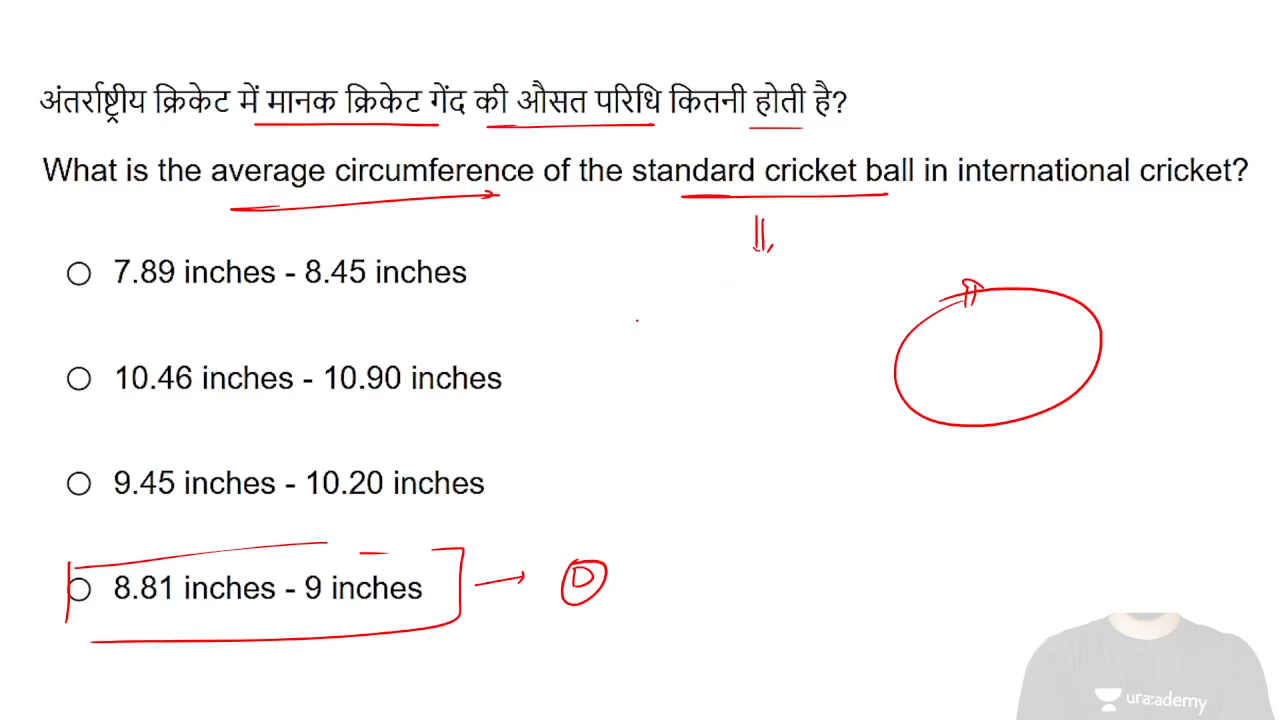 अंतर्राष्ट्रीय क्रिकेट में मानक क्रिकेट गेंद की औसत परिधि कितनी होती है?
What is the average circumference of the standard cricket ball in international cricket?
7.89 inches - 8.45 inches
10.46 inches - 10.90 inches
9.45 inches - 10.20 inches
8.81 inches - 9 inches
D
unacademy